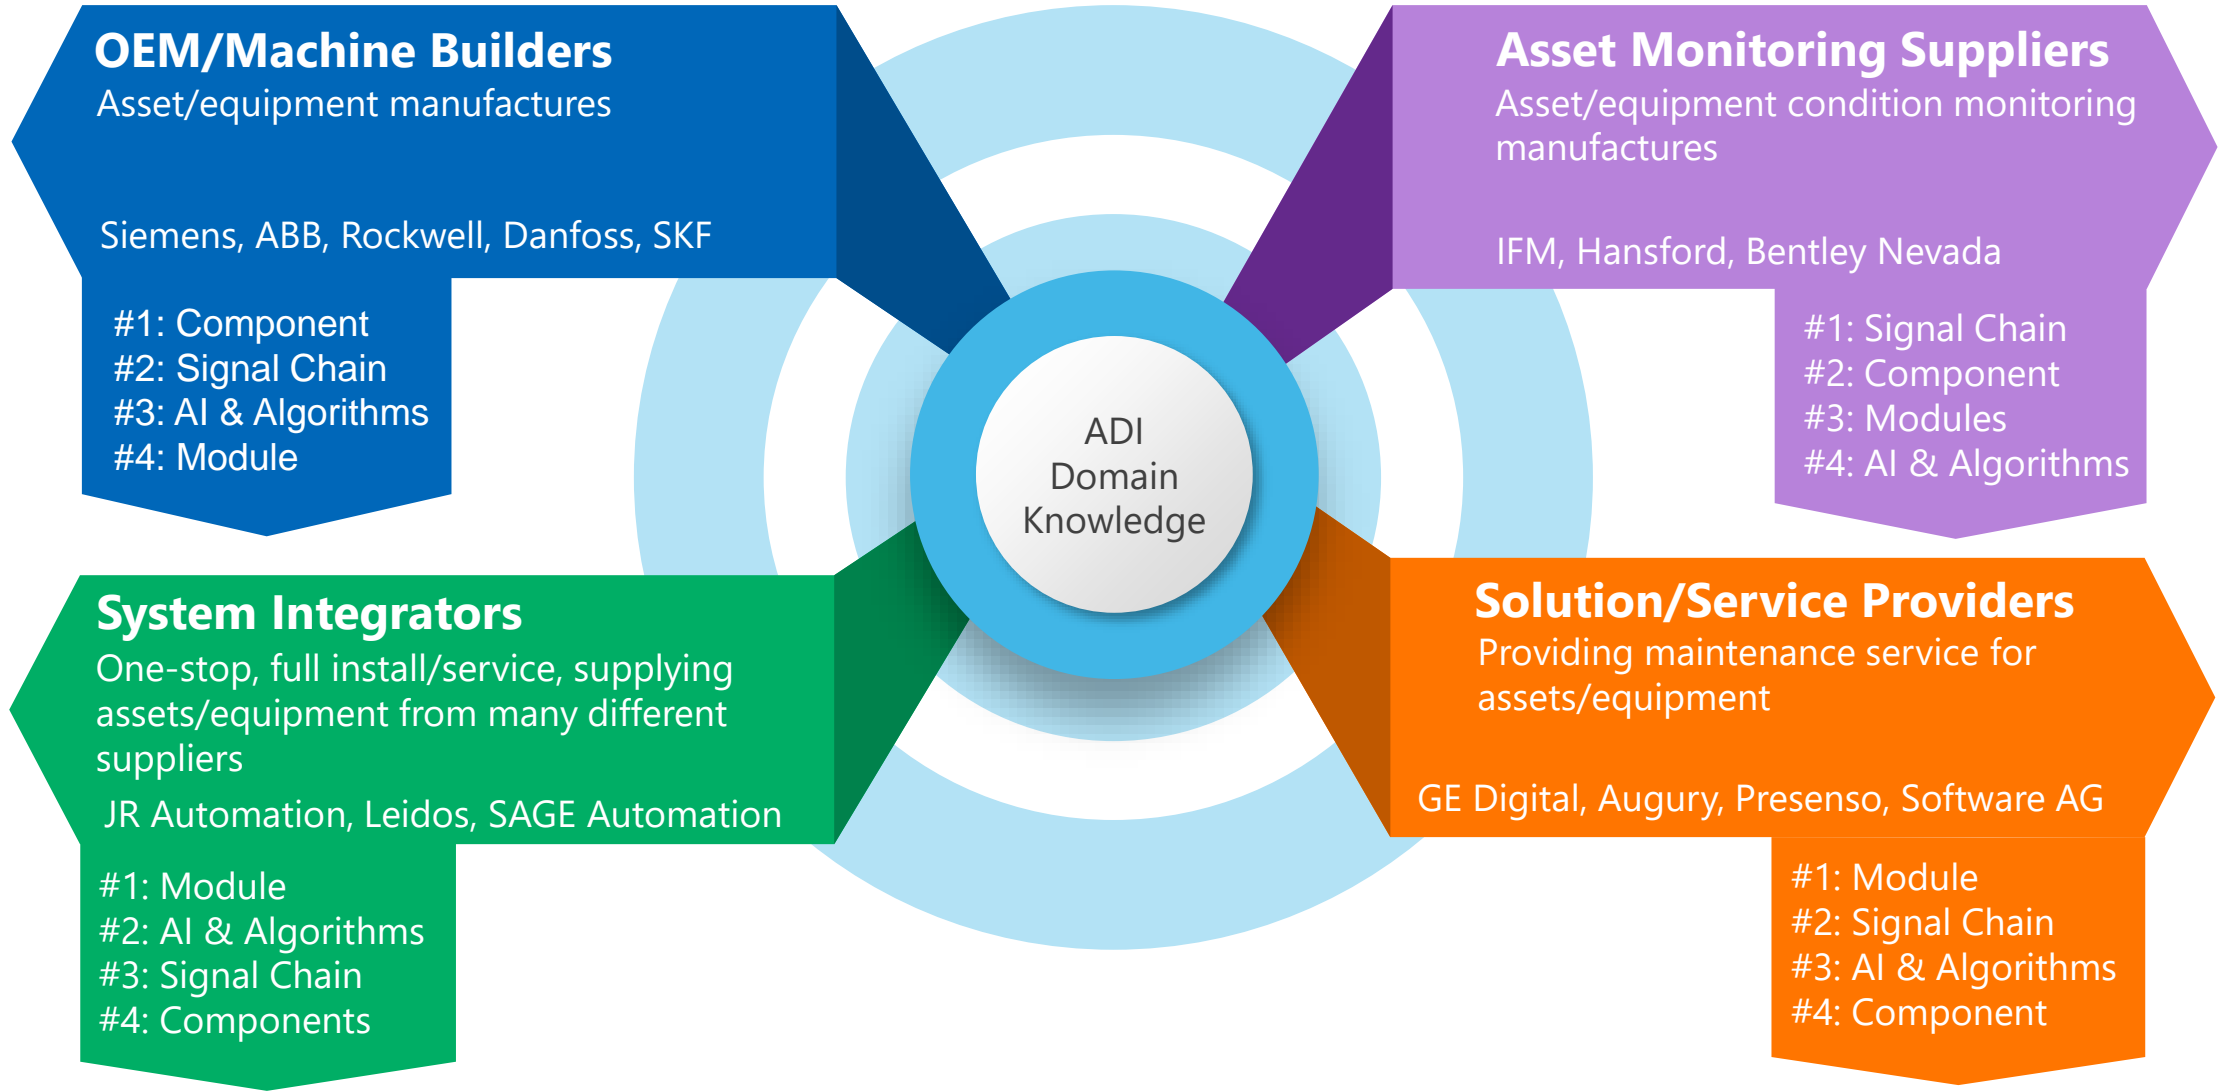 OEM/Machine Builders
Asset/equipment manufactures
Siemens, ABB, Rockwell, Danfoss, SKF
#1: Component
#2: Signal Chain
#3: AI & Algorithms
#4: Module
Asset Monitoring Suppliers
Asset/equipment condition monitoring
manufactures
IFM, Hansford, Bentley Nevada
#1: Signal Chain
#2: Component
#3: Modules
#4: AI & Algorithms
ADI
Domain
Knowledge
System Integrators
One-stop, full install/service, supplying
assets/equipment from many different
suppliers
JR Automation, Leidos, SAGE Automation
#1: Module
#2: AI & Algorithms
#3: Signal Chain
#4: Components
Solution/Service Providers
Providing maintenance service for
assets/equipment
GE Digital, Augury, Presenso, Software AG
#1: Module
#2: Signal Chain
#3: AI & Algorithms
#4: Component